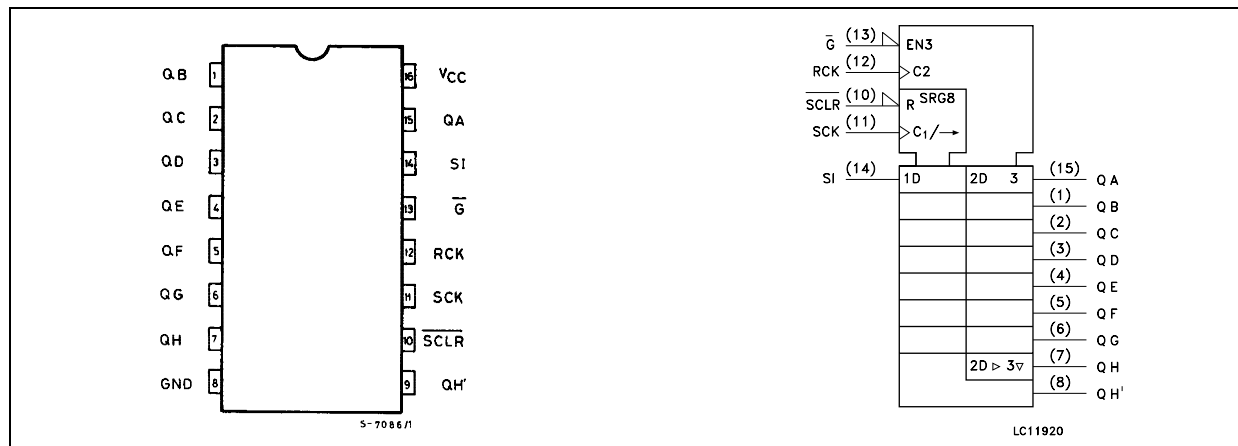 QB 1 16 VCC
QC 2 15 QA
QD 3 14 SI
QE 4 13 G̅
QF 5 12 RCK
QG 6 11 SCK
QH 7 10 S̅C̅L̅R̅
GND 8 9 QH'
S-7086/1
G̅ (13) EN3
RCK (12) C2
S̅C̅L̅R̅ (10) R SRG8
SCK (11) C1/→
SI (14) 1D 2D 3 (15) QA
(1) QB
(2) QC
(3) QD
(4) QE
(5) QF
(6) QG
2D ▷ 3▽ (7) QH
(8) QH'
LC11920